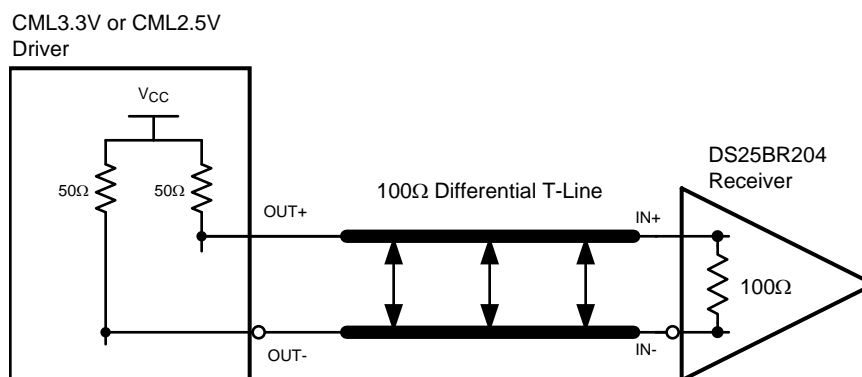 CML3.3V or CML2.5V
Driver
VCC
50Ω
50Ω
OUT+
OUT-
100Ω Differential T-Line
IN+
IN-
DS25BR204
Receiver
100Ω